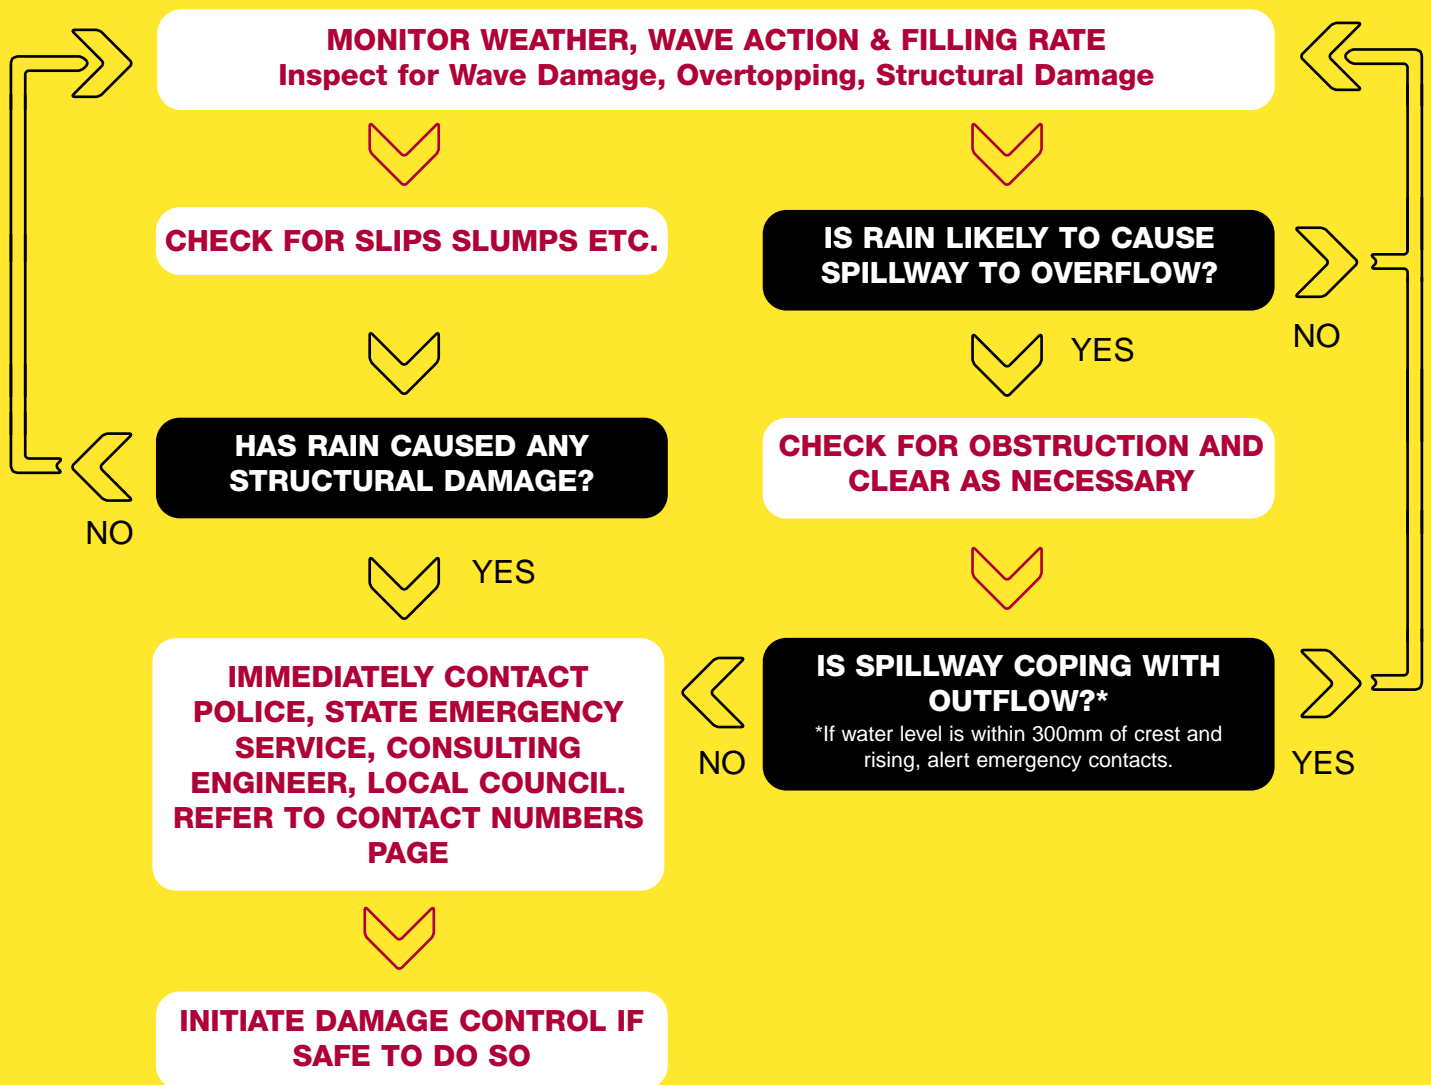 MONITOR WEATHER, WAVE ACTION & FILLING RATE
Inspect for Wave Damage, Overtopping, Structural Damage
CHECK FOR SLIPS SLUMPS ETC.
IS RAIN LIKELY TO CAUSE
SPILLWAY TO OVERFLOW?
NO
YES
HAS RAIN CAUSED ANY
STRUCTURAL DAMAGE?
NO
YES
CHECK FOR OBSTRUCTION AND
CLEAR AS NECESSARY
IMMEDIATELY CONTACT
POLICE, STATE EMERGENCY
SERVICE, CONSULTING
ENGINEER, LOCAL COUNCIL.
REFER TO CONTACT NUMBERS
PAGE
IS SPILLWAY COPING WITH
OUTFLOW?*
*If water level is within 300mm of crest and
rising, alert emergency contacts.
NO
YES
INITIATE DAMAGE CONTROL IF
SAFE TO DO SO